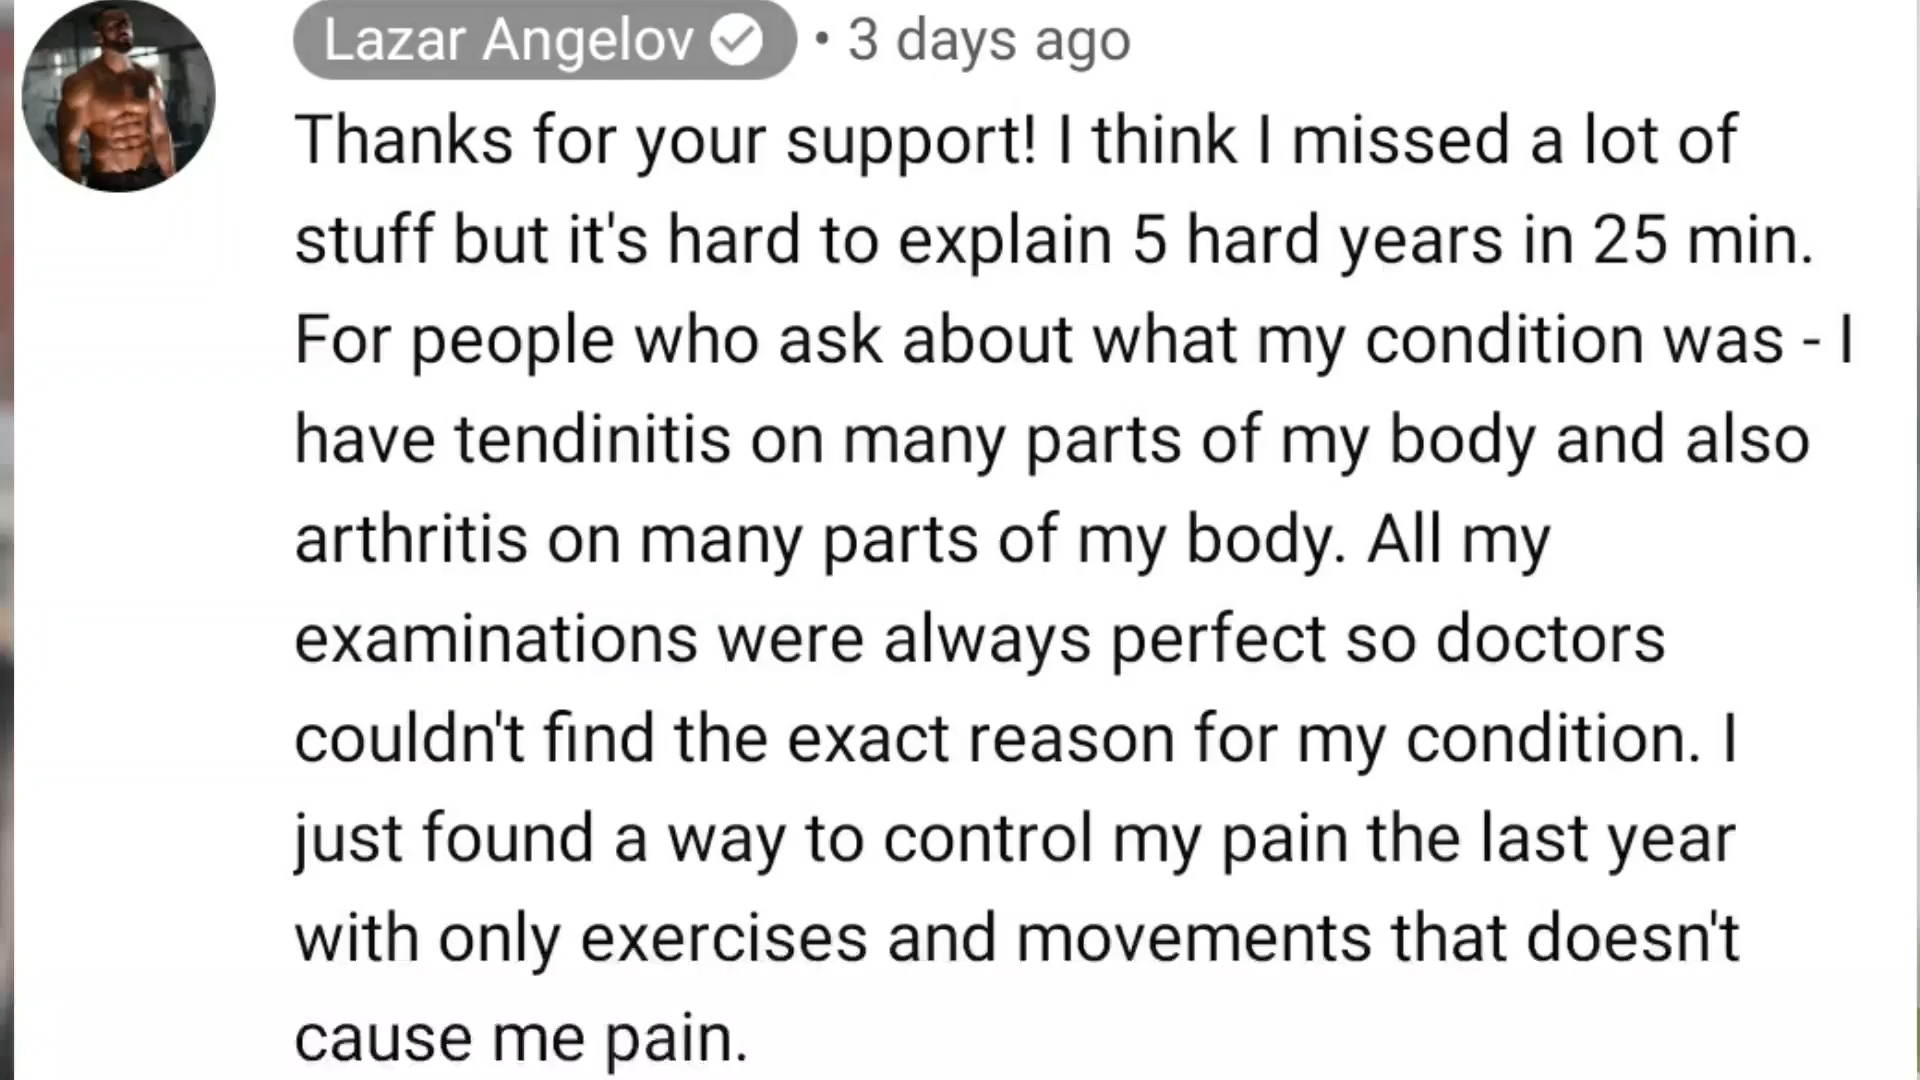 Lazar Angelov • 3 days ago
Thanks for your support! I think I missed a lot of
stuff but it's hard to explain 5 hard years in 25 min.
For people who ask about what my condition was - I
have tendinitis on many parts of my body and also
arthritis on many parts of my body. All my
examinations were always perfect so doctors
couldn't find the exact reason for my condition. I
just found a way to control my pain the last year
with only exercises and movements that doesn't
cause me pain.